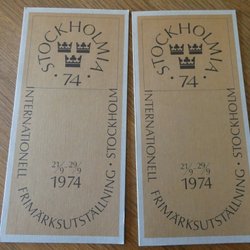 STOCKHOLMIA
· 74 ·
21/9 - 29/9
1974
INTERNATIONELL FRIMÄRKSUTSTÄLLNING · STOCKHOLM
STOCKHOLMIA
· 74 ·
21/9 - 29/9
1974
INTERNATIONELL FRIMÄRKSUTSTÄLLNING · STOCKHOLM